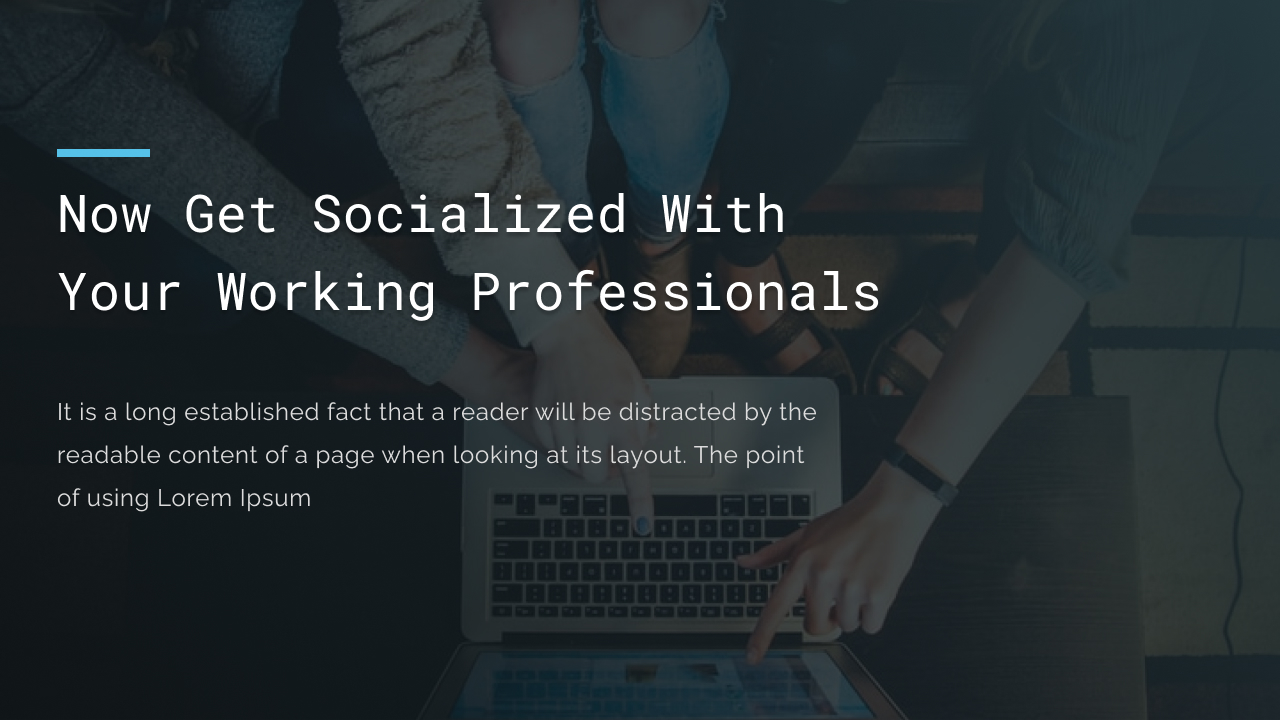 Now Get Socialized With
Your Working Professionals
It is a long established fact that a reader will be distracted by the
readable content of a page when looking at its layout. The point
of using Lorem Ipsum